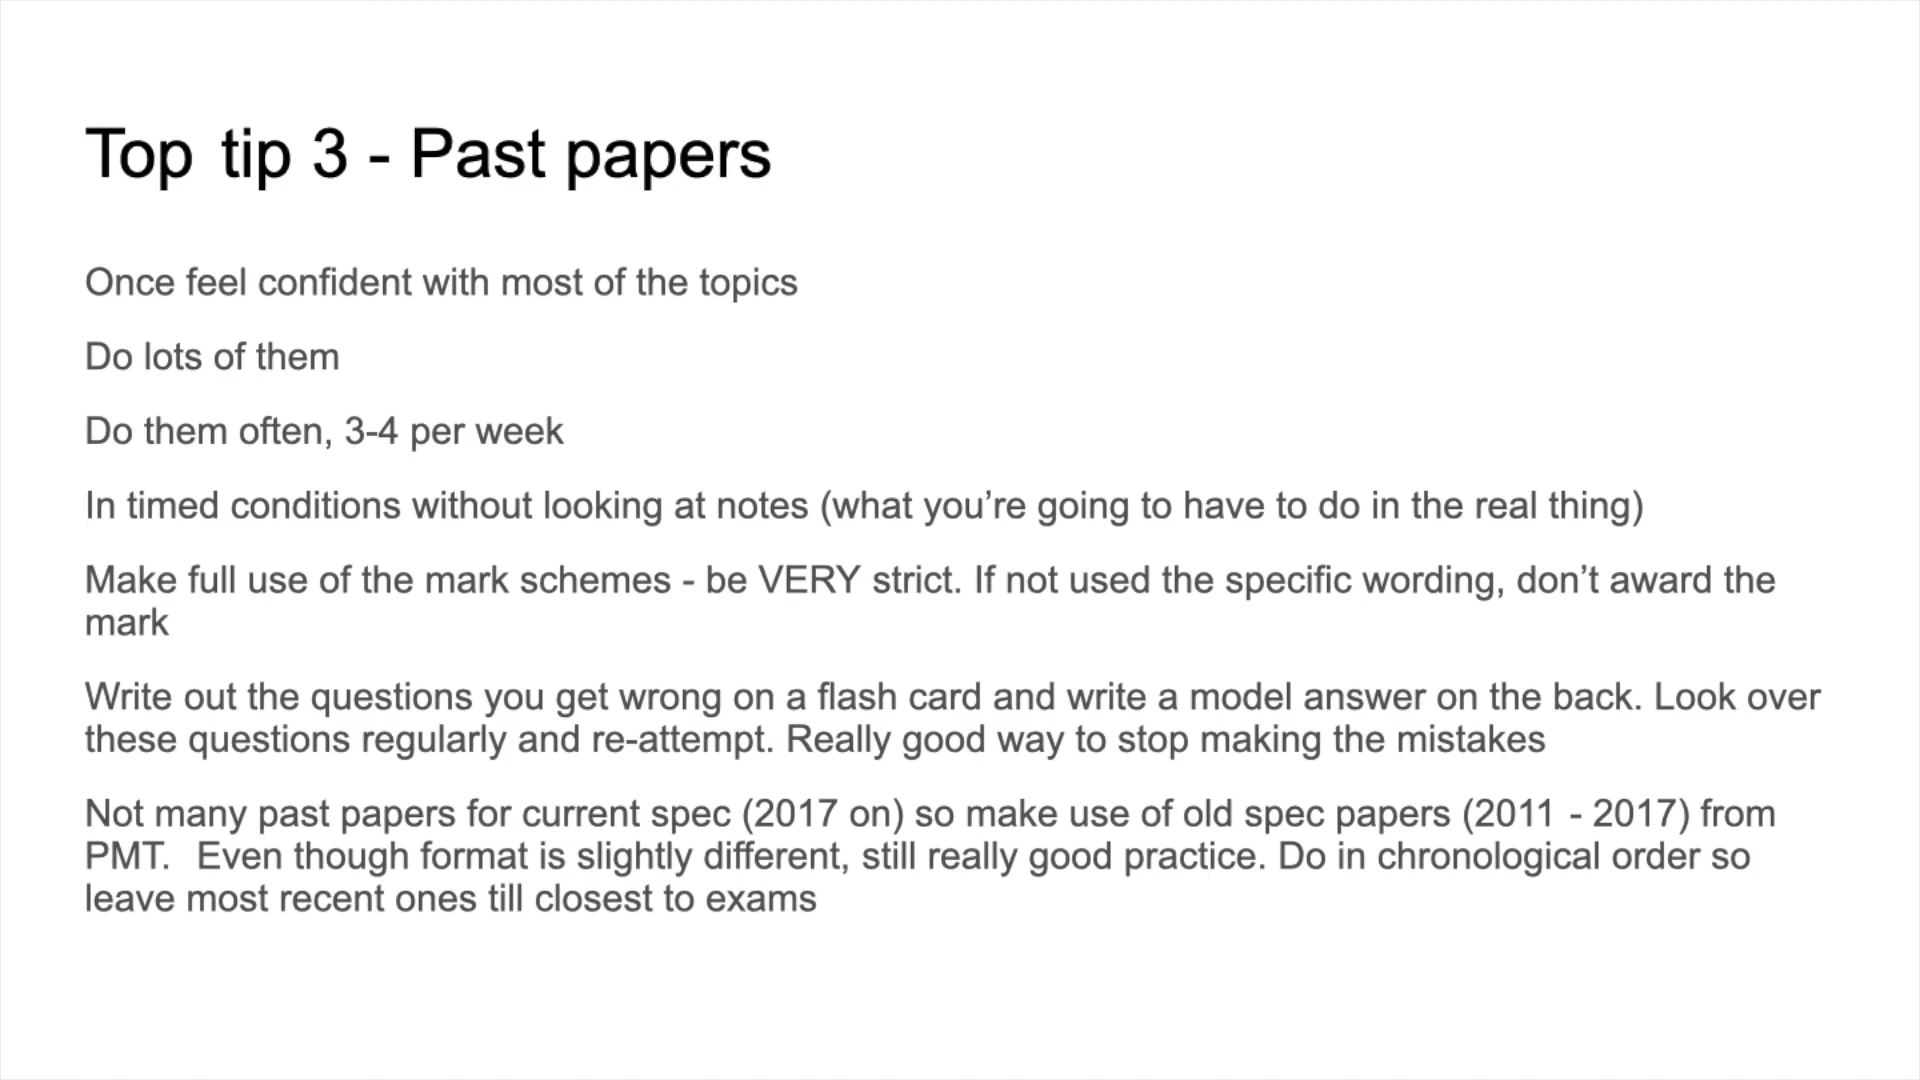 Top tip 3 - Past papers
Once feel confident with most of the topics
Do lots of them
Do them often, 3-4 per week
In timed conditions without looking at notes (what you’re going to have to do in the real thing)
Make full use of the mark schemes - be VERY strict. If not used the specific wording, don’t award the
mark
Write out the questions you get wrong on a flash card and write a model answer on the back. Look over
these questions regularly and re-attempt. Really good way to stop making the mistakes
Not many past papers for current spec (2017 on) so make use of old spec papers (2011 - 2017) from
PMT. Even though format is slightly different, still really good practice. Do in chronological order so
leave most recent ones till closest to exams